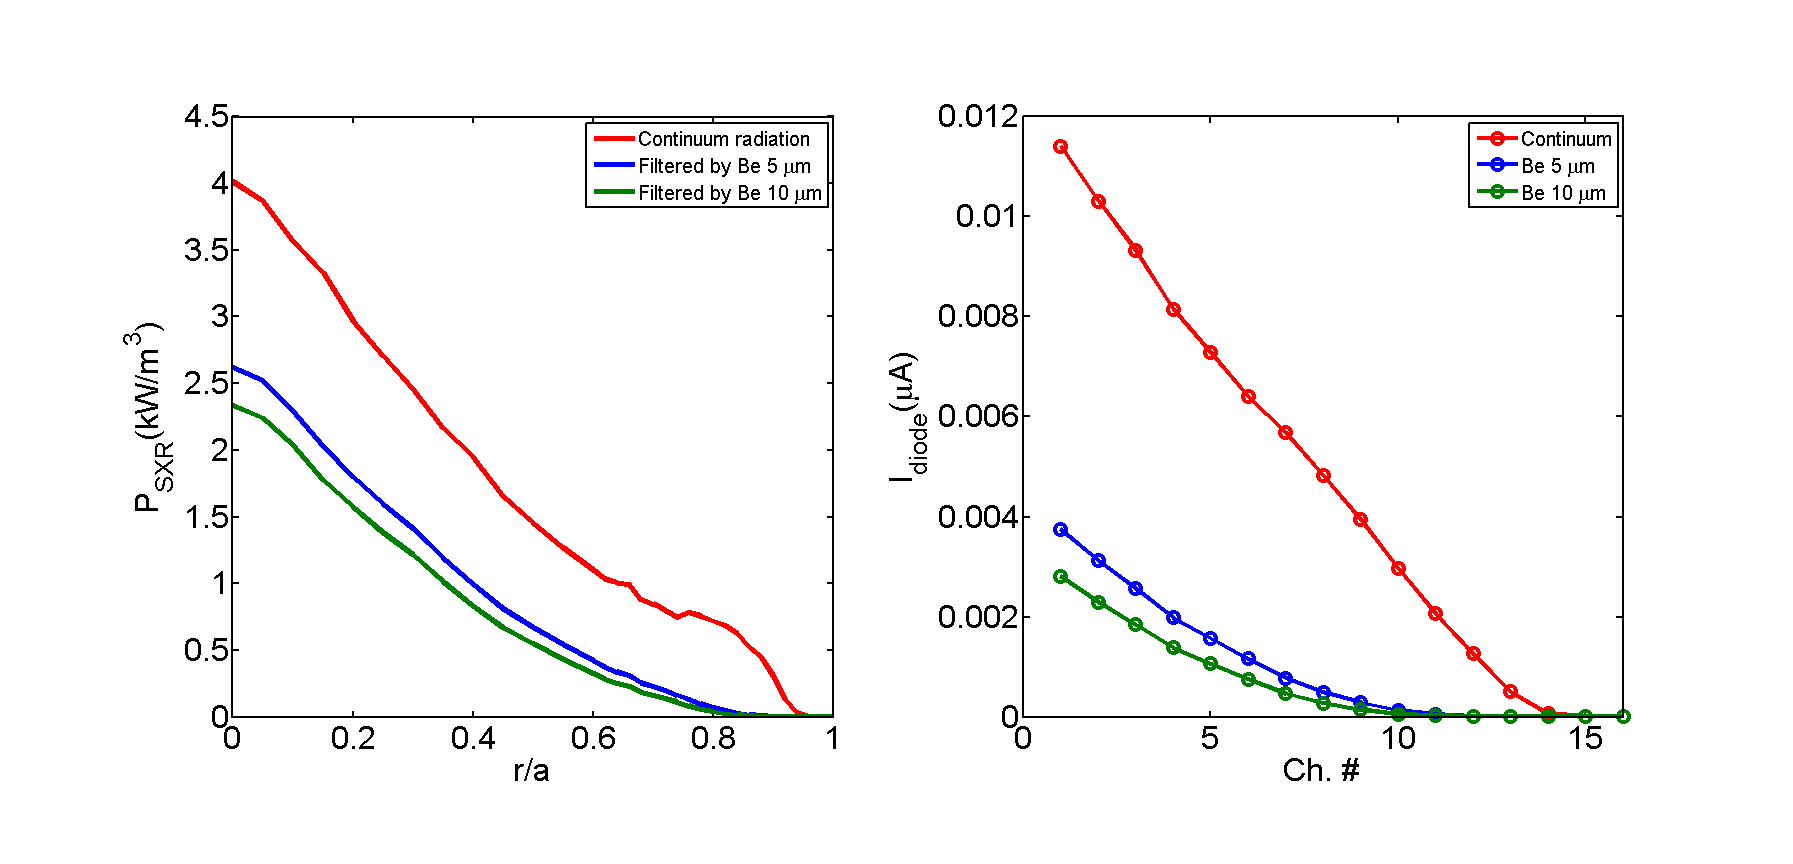 4.5
4
3.5
3
2.5
2
1.5
1
0.5
0
0 0.2 0.4 0.6 0.8 1
r/a
P_SXR(kW/m^3)
Continuum radiation
Filtered by Be 5 μm
Filtered by Be 10 μm
0.012
0.01
0.008
0.006
0.004
0.002
0
0 5 10 15
Ch. #
I_diode(μA)
Continuum
Be 5 μm
Be 10 μm